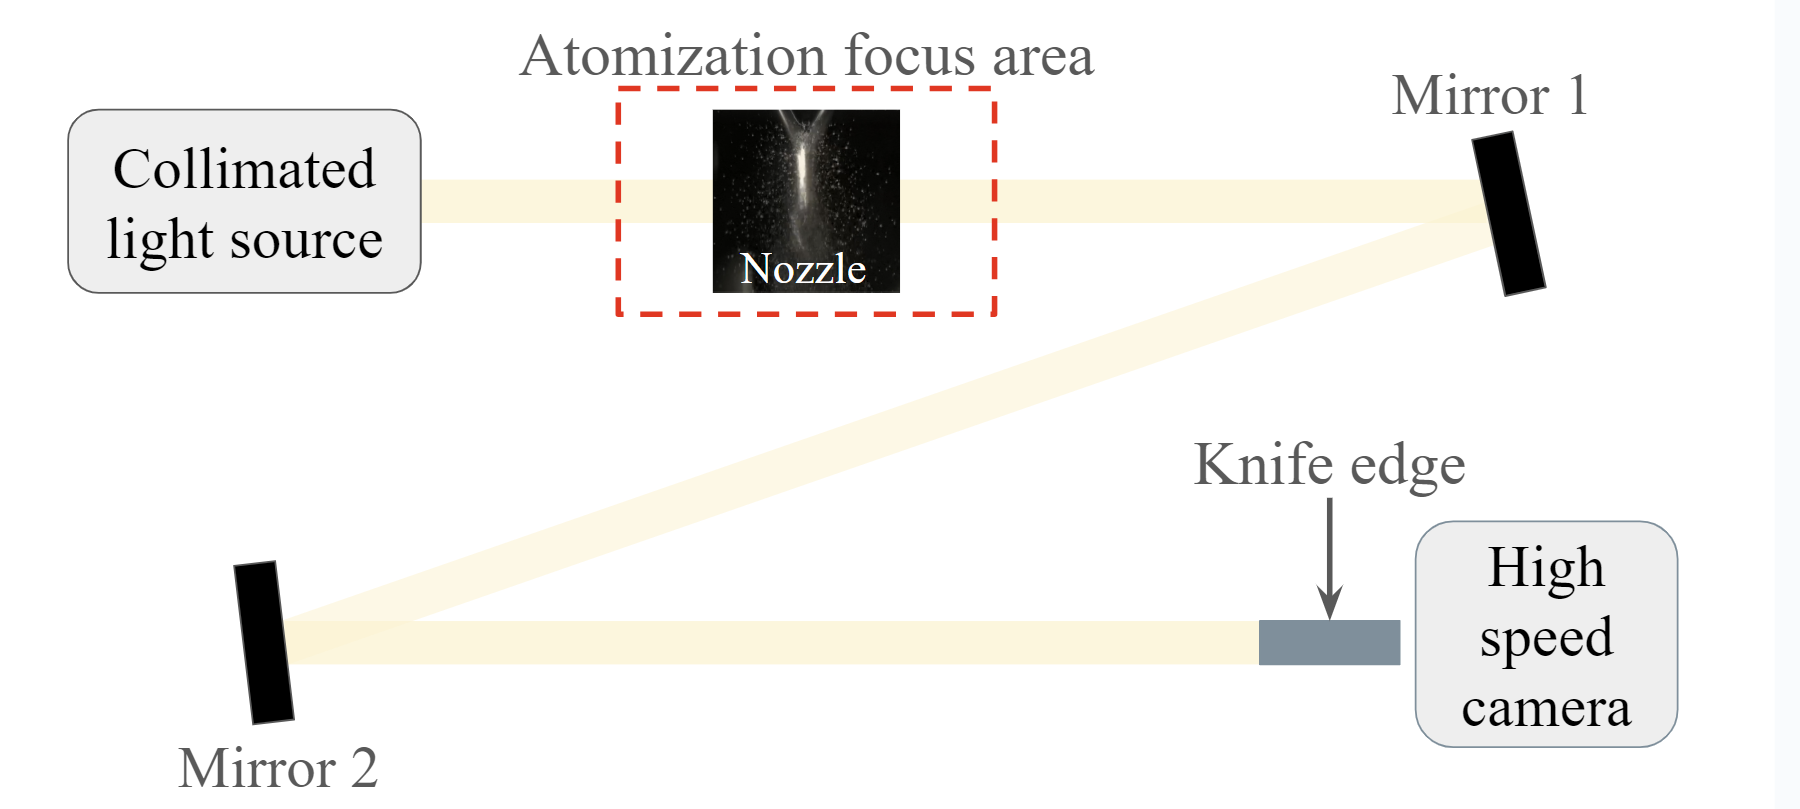 Atomization focus area
Mirror 1
Collimated
light source
Nozzle
Knife edge
High
speed
camera
Mirror 2